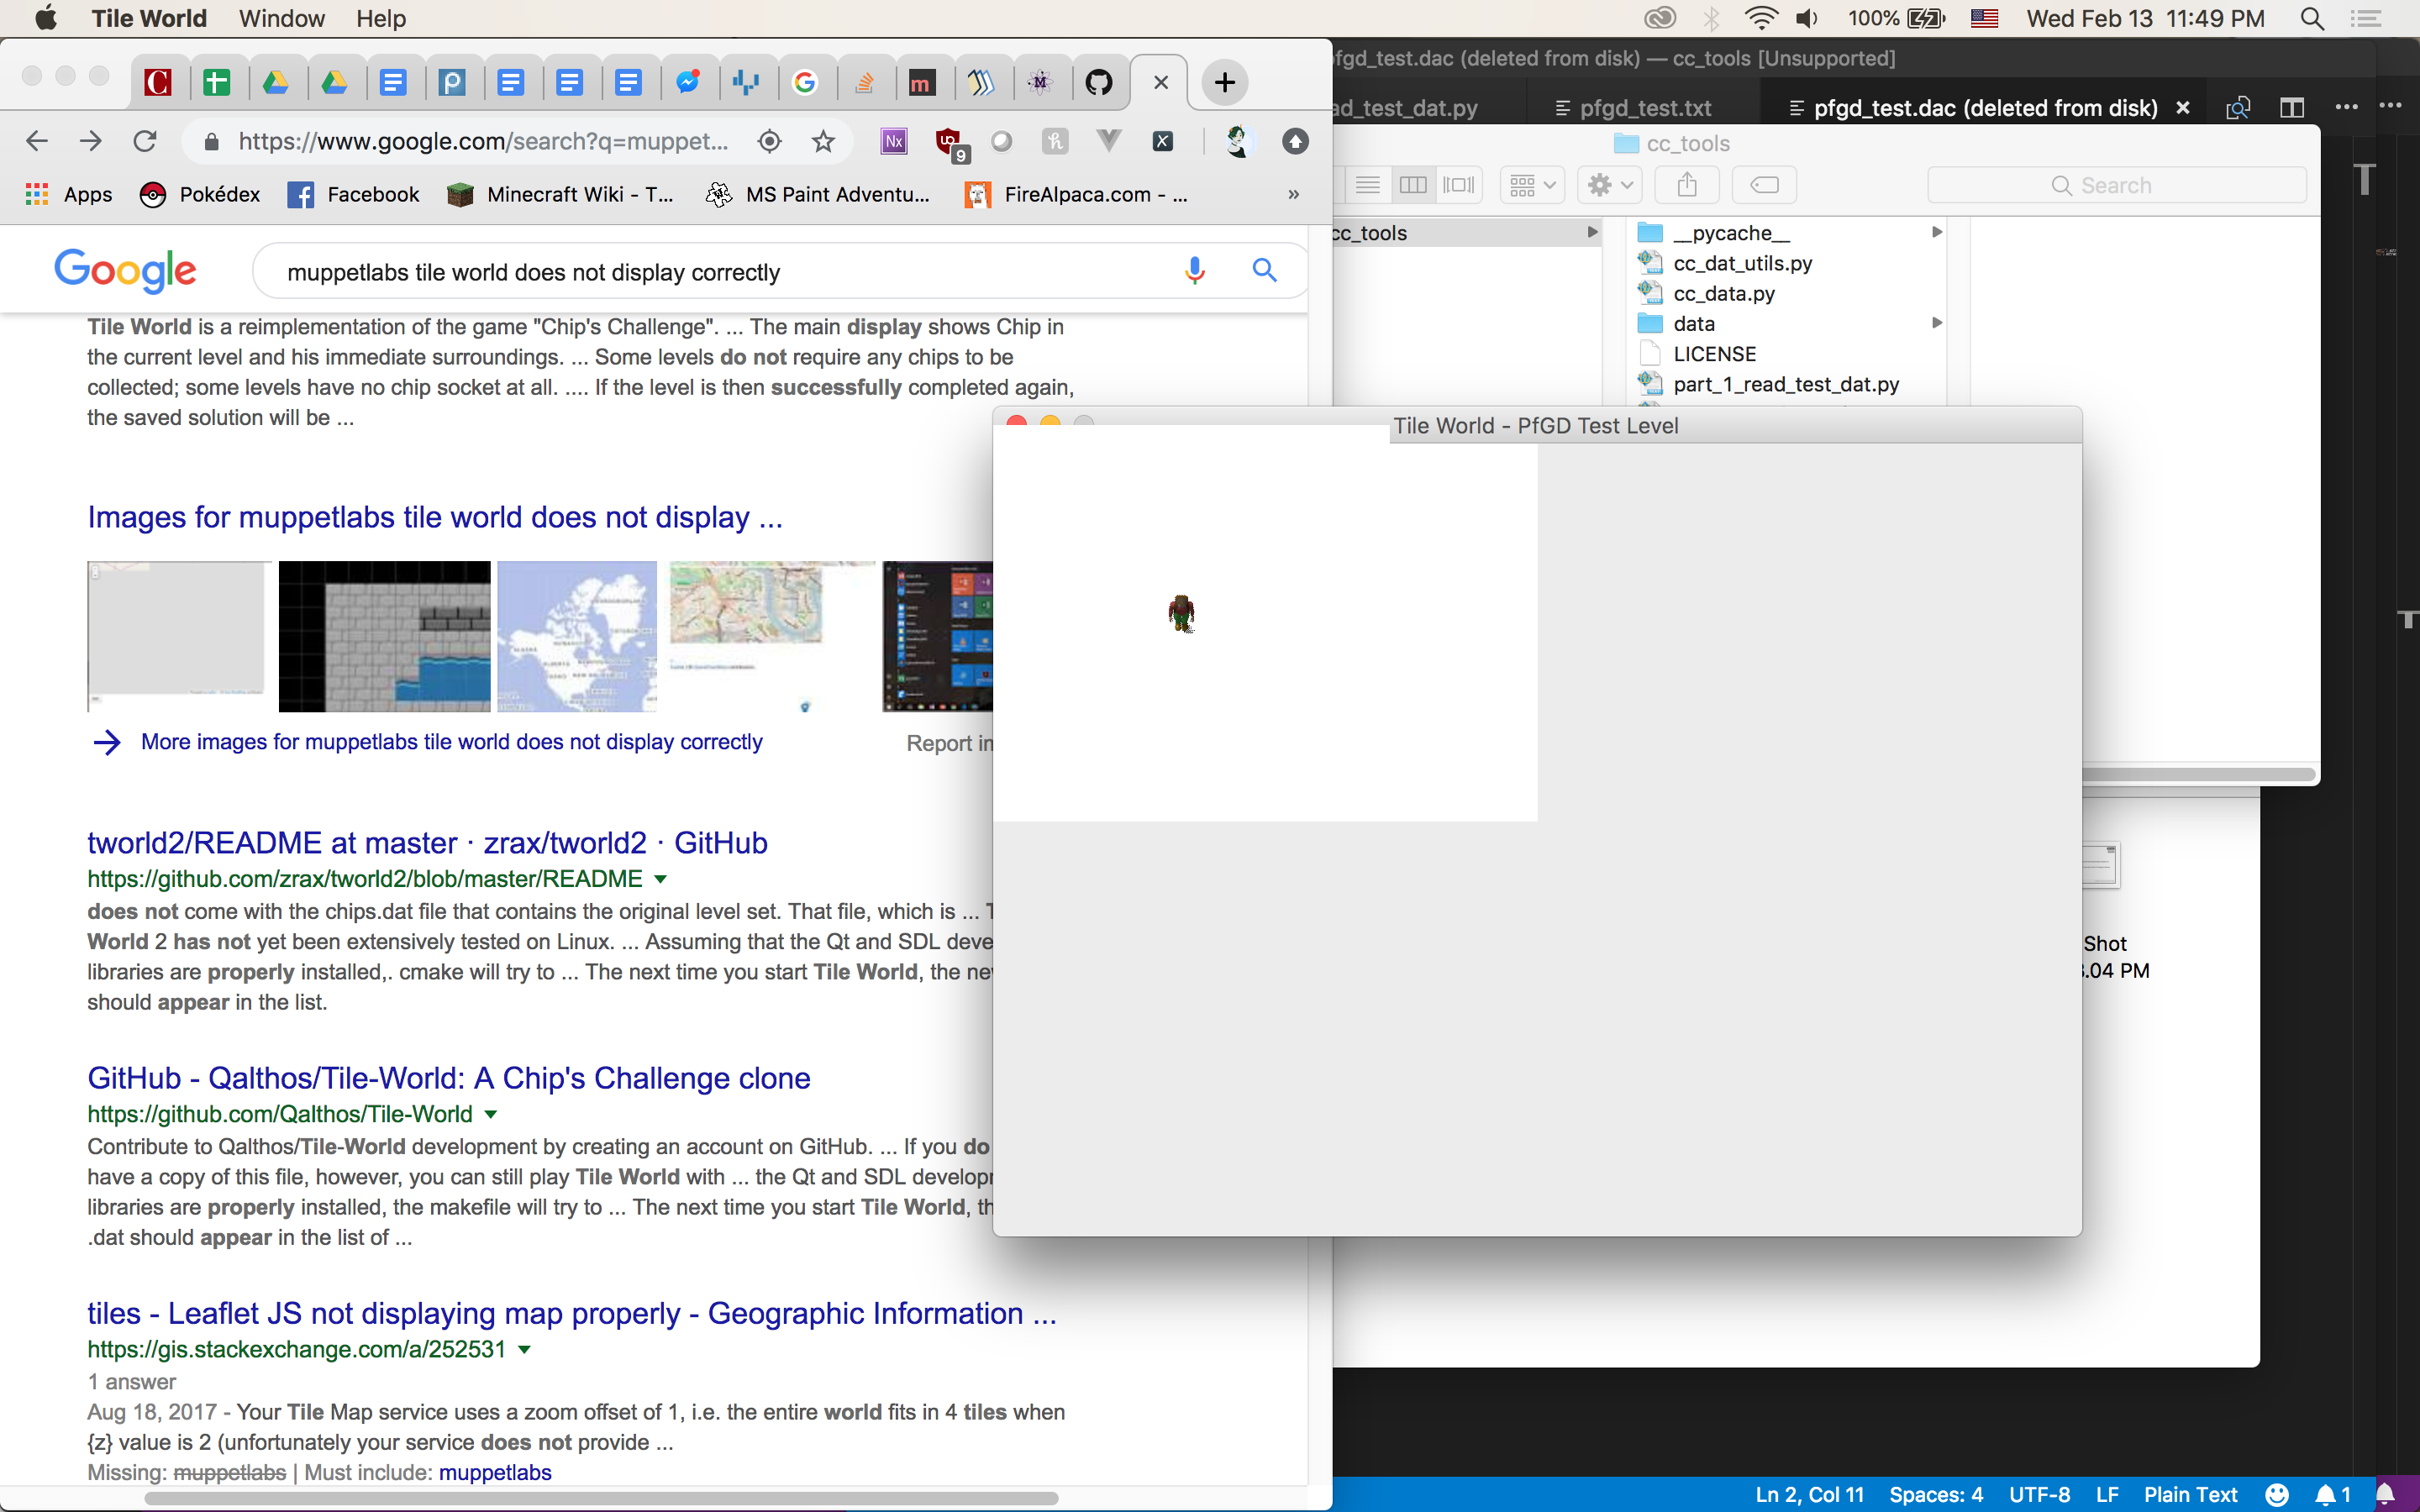 Tile World Window Help
100% Wed Feb 13 11:49 PM
https://www.google.com/search?q=muppet...
9
Apps Pokédex Facebook Minecraft Wiki - T... MS Paint Adventu... FireAlpaca.com - ... »
Google
muppetlabs tile world does not display correctly
Tile World is a reimplementation of the game "Chip's Challenge". ... The main display shows Chip in
the current level and his immediate surroundings. ... Some levels do not require any chips to be
collected; some levels have no chip socket at all. .... If the level is then successfully completed again,
the saved solution will be ...
Images for muppetlabs tile world does not display ...
More images for muppetlabs tile world does not display correctly
Report in
tworld2/README at master · zrax/tworld2 · GitHub
https://github.com/zrax/tworld2/blob/master/README
does not come with the chips.dat file that contains the original level set. That file, which is ... T
World 2 has not yet been extensively tested on Linux. ... Assuming that the Qt and SDL deve
libraries are properly installed,. cmake will try to ... The next time you start Tile World, the ne
should appear in the list.
GitHub - Qalthos/Tile-World: A Chip's Challenge clone
https://github.com/Qalthos/Tile-World
Contribute to Qalthos/Tile-World development by creating an account on GitHub. ... If you do
have a copy of this file, however, you can still play Tile World with ... the Qt and SDL develop
libraries are properly installed, the makefile will try to ... The next time you start Tile World, th
.dat should appear in the list of ...
tiles - Leaflet JS not displaying map properly - Geographic Information ...
https://gis.stackexchange.com/a/252531
1 answer
Aug 18, 2017 - Your Tile Map service uses a zoom offset of 1, i.e. the entire world fits in 4 tiles when
{z} value is 2 (unfortunately your service does not provide ...
Missing: muppetlabs | Must include: muppetlabs
fgd_test.dac (deleted from disk) — cc_tools [Unsupported]
ad_test_dat.py pfgd_test.txt pfgd_test.dac (deleted from disk)
cc_tools
Search
cc_tools
__pycache__
cc_dat_utils.py
cc_data.py
data
LICENSE
part_1_read_test_dat.py
Tile World - PfGD Test Level
Shot
.04 PM
Ln 2, Col 11 Spaces: 4 UTF-8 LF Plain Text 1